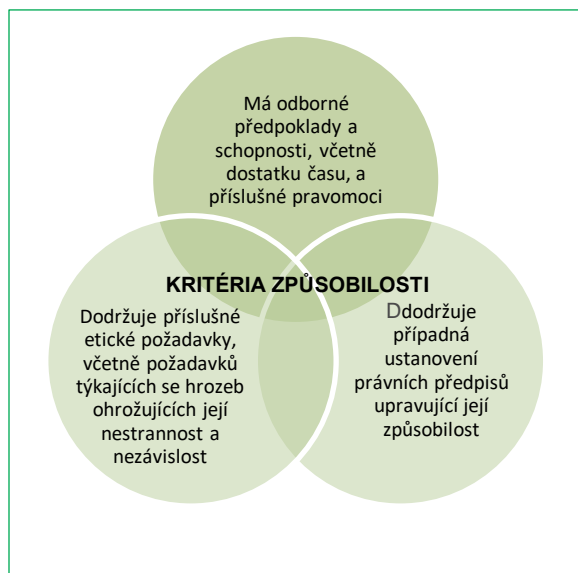 Má odborné
předpoklady a
schopnosti, včetně
dostatku času, a
příslušné pravomoci
KRITÉRIA ZPŮSOBILOSTI
Dodržuje příslušné
etické požadavky,
včetně požadavků
týkajících se hrozeb
ohrožujících její
nestrannost a
nezávislost
Ddodržuje
případná
ustanovení
právních předpisů
upravující její
způsobilost